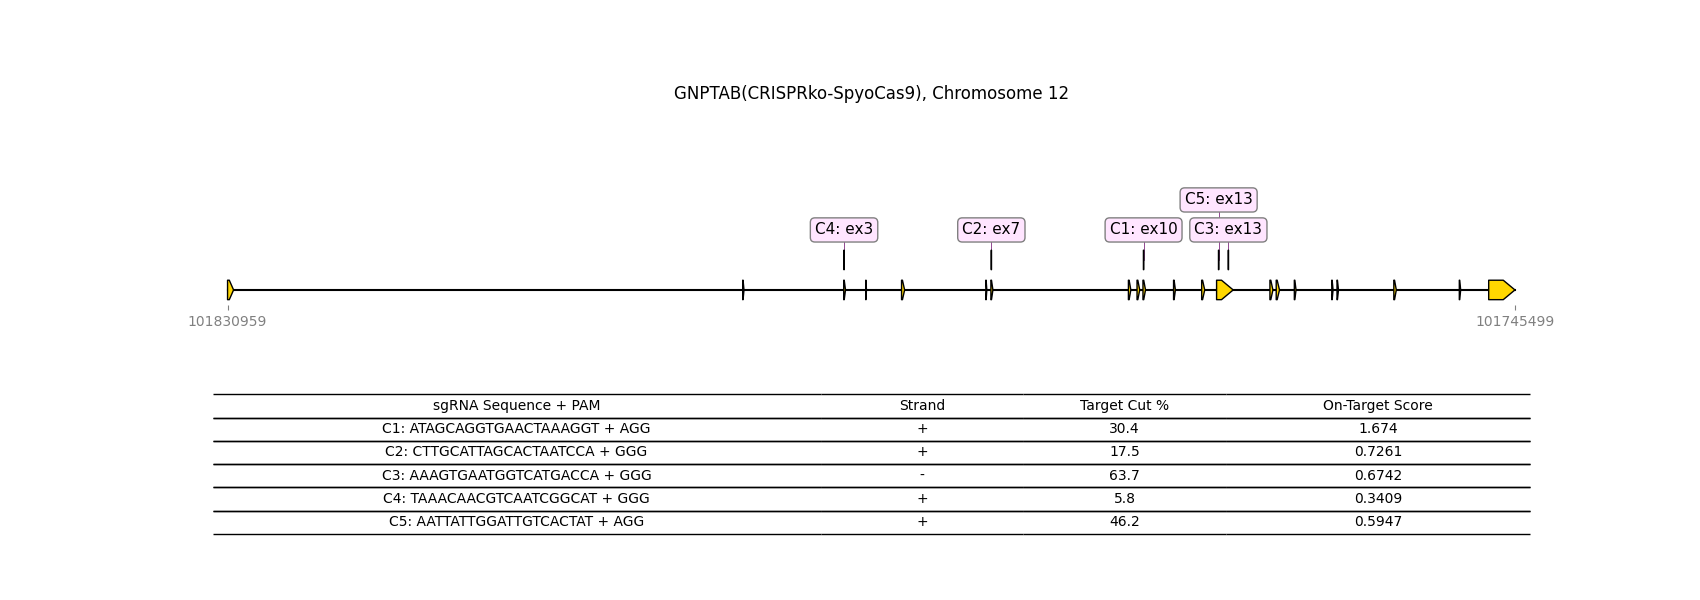 GNPTAB(CRISPRko-SpyoCas9), Chromosome 12
C5: ex13
C4: ex3 C2: ex7 C1: ex10 C3: ex13
101830959 101745499
sgRNA Sequence + PAM Strand Target Cut % On-Target Score
C1: ATAGCAGGTGAACTAAAGGT + AGG + 30.4 1.674
C2: CTTGCATTAGCACTAATCCA + GGG + 17.5 0.7261
C3: AAAGTGAATGGTCATGACCA + GGG - 63.7 0.6742
C4: TAAACAACGTCAATCGGCAT + GGG + 5.8 0.3409
C5: AATTATTGGATTGTCACTAT + AGG + 46.2 0.5947